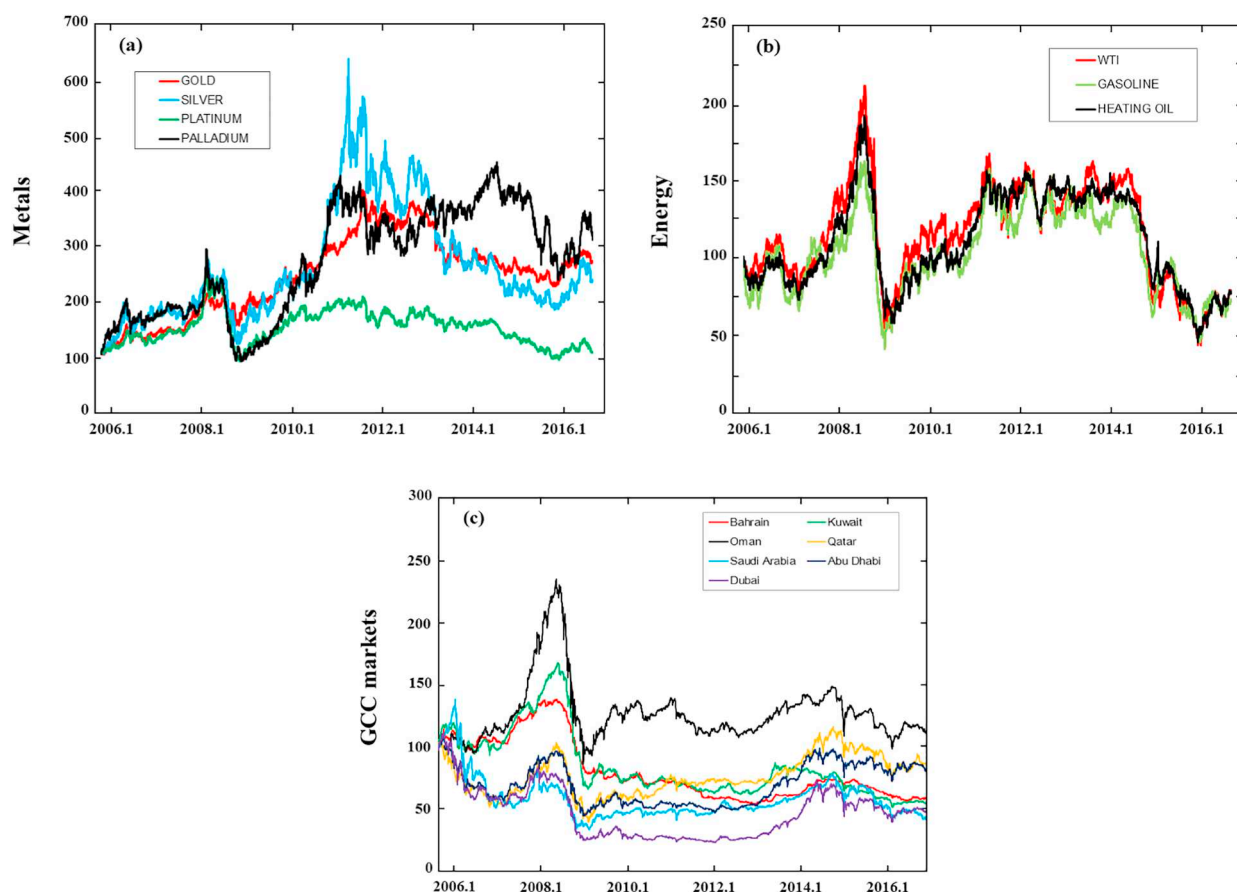 (a)
GOLD
SILVER
PLATINUM
PALLADIUM
Metals
700
600
500
400
300
200
100
0
2006.1 2008.1 2010.1 2012.1 2014.1 2016.1
(b)
WTI
GASOLINE
HEATING OIL
Energy
250
200
150
100
50
0
2006.1 2008.1 2010.1 2012.1 2014.1 2016.1
(c)
Bahrain Kuwait
Oman Qatar
Saudi Arabia Abu Dhabi
Dubai
GCC markets
300
250
200
150
100
50
0
2006.1 2008.1 2010.1 2012.1 2014.1 2016.1